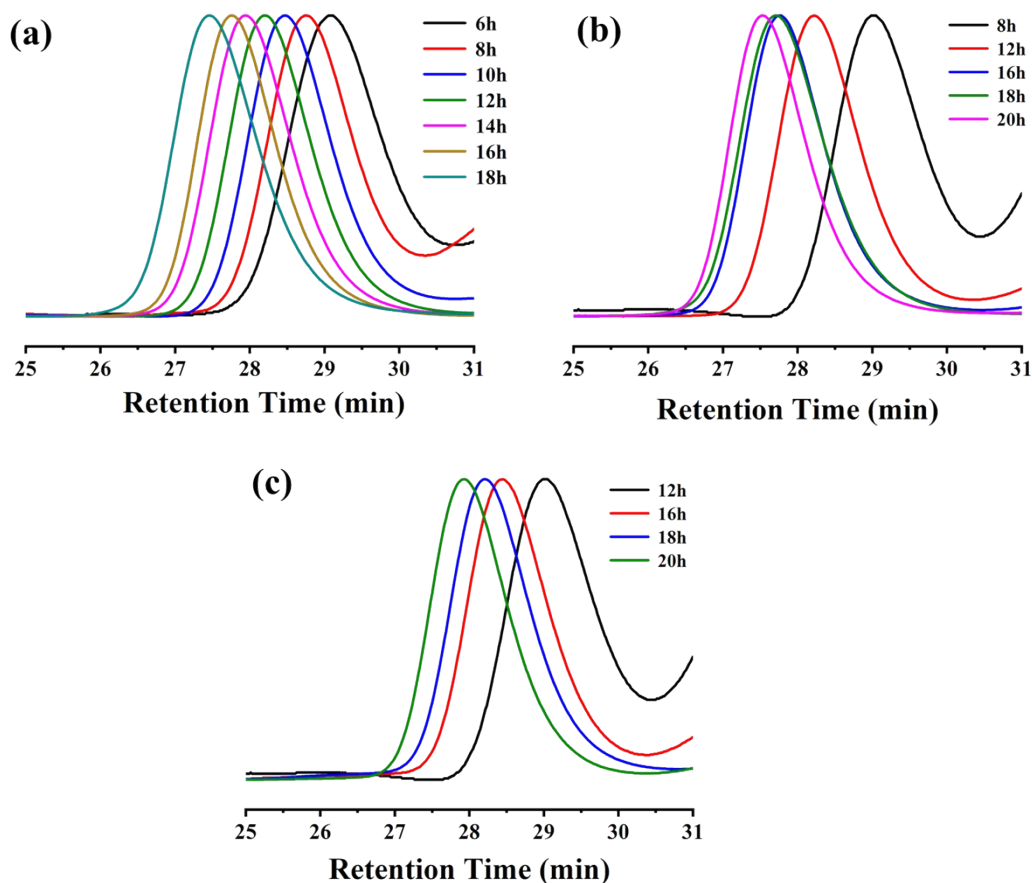 (a)
6h
8h
10h
12h
14h
16h
18h
25 26 27 28 29 30 31
Retention Time (min)
(b)
8h
12h
16h
18h
20h
25 26 27 28 29 30 31
Retention Time (min)
(c)
12h
16h
18h
20h
25 26 27 28 29 30 31
Retention Time (min)